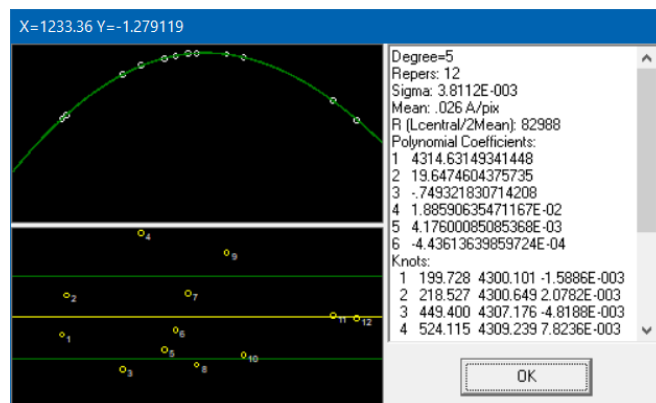 X=1233.36 Y=-1.279119
Degree=5
Repers: 12
Sigma: 3.8112E-003
Mean: .026 A/pix
R (Lcentral/2Mean): 82988
Polynomial Coefficients:
1 4314.63149341448
2 19.6474604375735
3 -.749321830714208
4 1.88590635471167E-02
5 4.17600085085368E-03
6 -4.43613639859724E-04
Knots:
1 199.728 4300.101 -1.5886E-003
2 218.527 4300.649 2.0782E-003
3 449.400 4307.176 -4.8188E-003
4 524.115 4309.239 7.8236E-003
4
9
2
7
11
12
6
1
5
10
8
3
OK